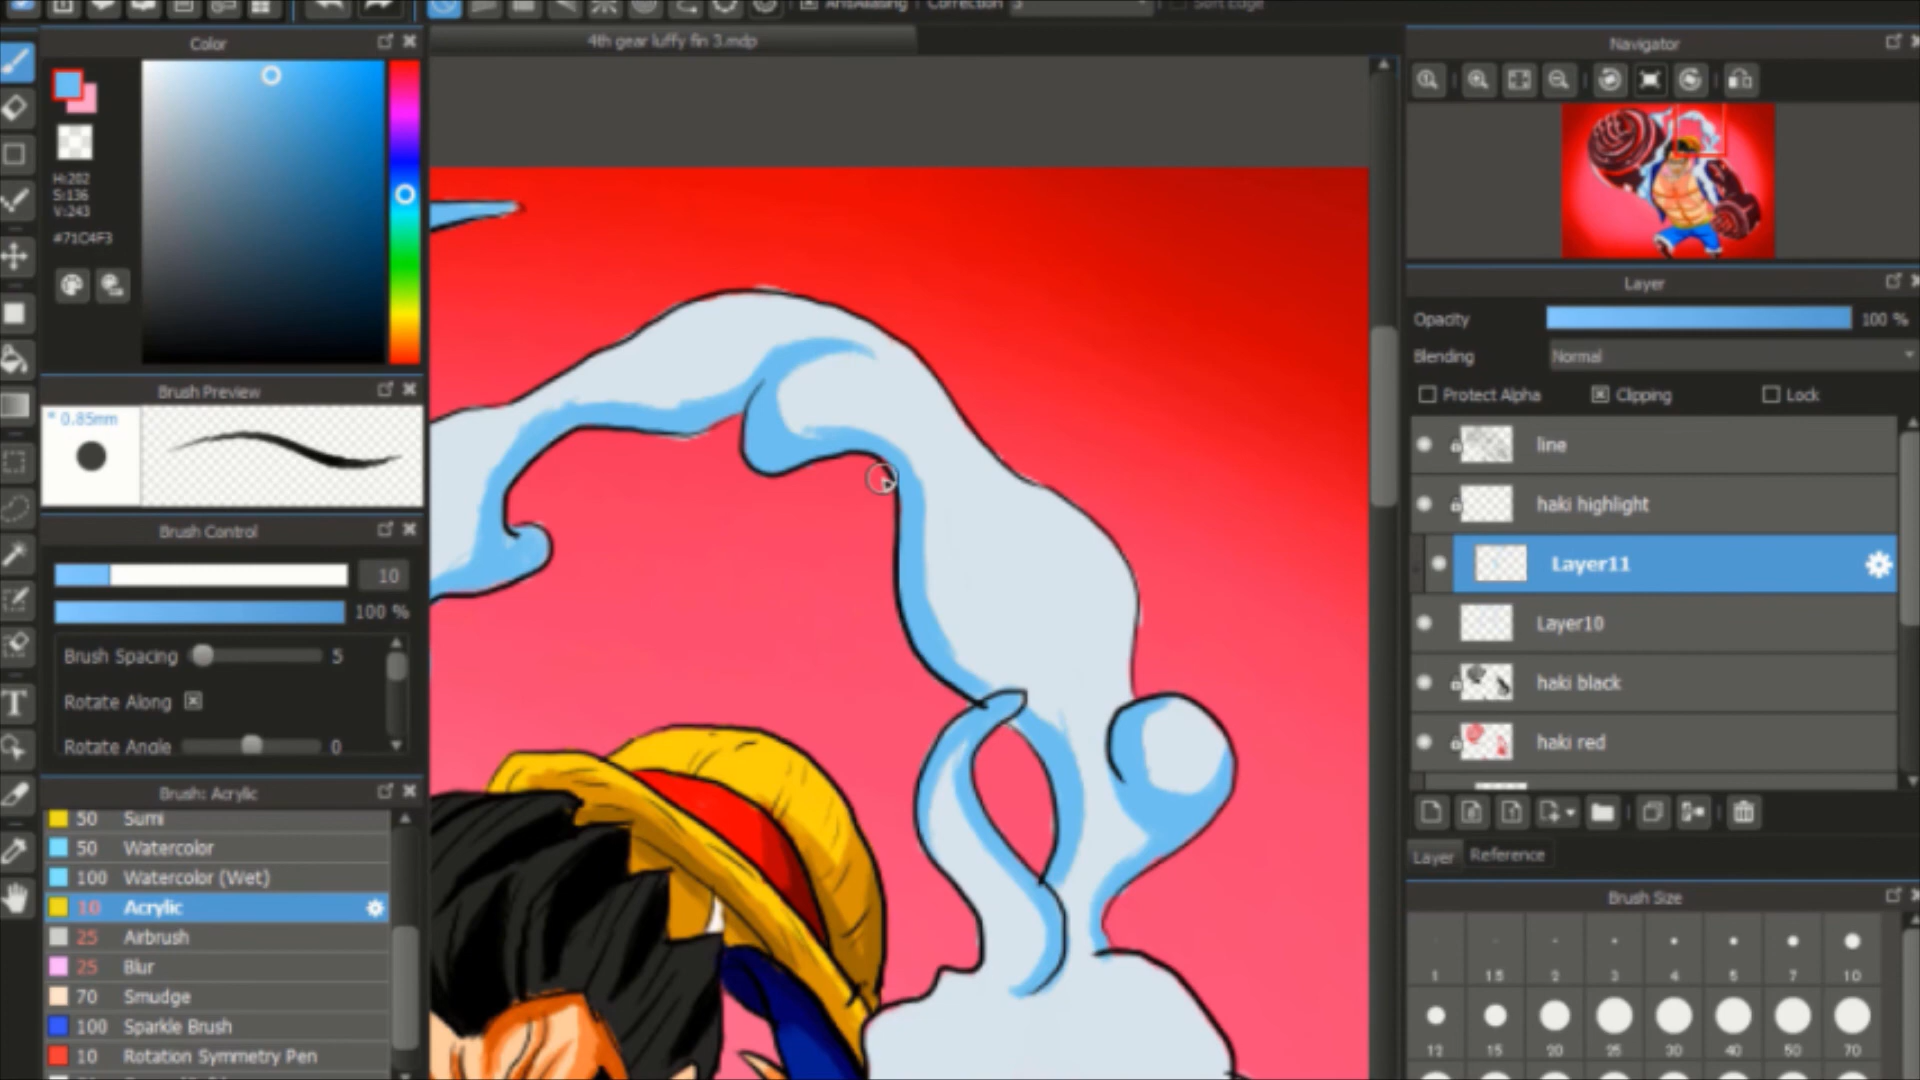 AntiAliasing
Correction
Soft Edge
Color
4th gear luffy fin 3.mdp
Navigator
H:202
S:136
V:243
#71C4F3
Layer
Opacity 100 %
Blending Normal
Protect Alpha Clipping Lock
Brush Preview
* 0.85mm
line
haki highlight
Brush Control
10
Layer11
100 %
Layer10
Brush Spacing 5
haki black
Rotate Along
Rotate Angle 0
haki red
Brush: Acrylic
50 Sumi
50 Watercolor
100 Watercolor (Wet)
10 Acrylic
25 Airbrush
25 Blur
70 Smudge
100 Sparkle Brush
10 Rotation Symmetry Pen
Layer Reference
Brush Size
1 1.5 2 3 4 5 7 10
12 15 20 25 30 40 50 70